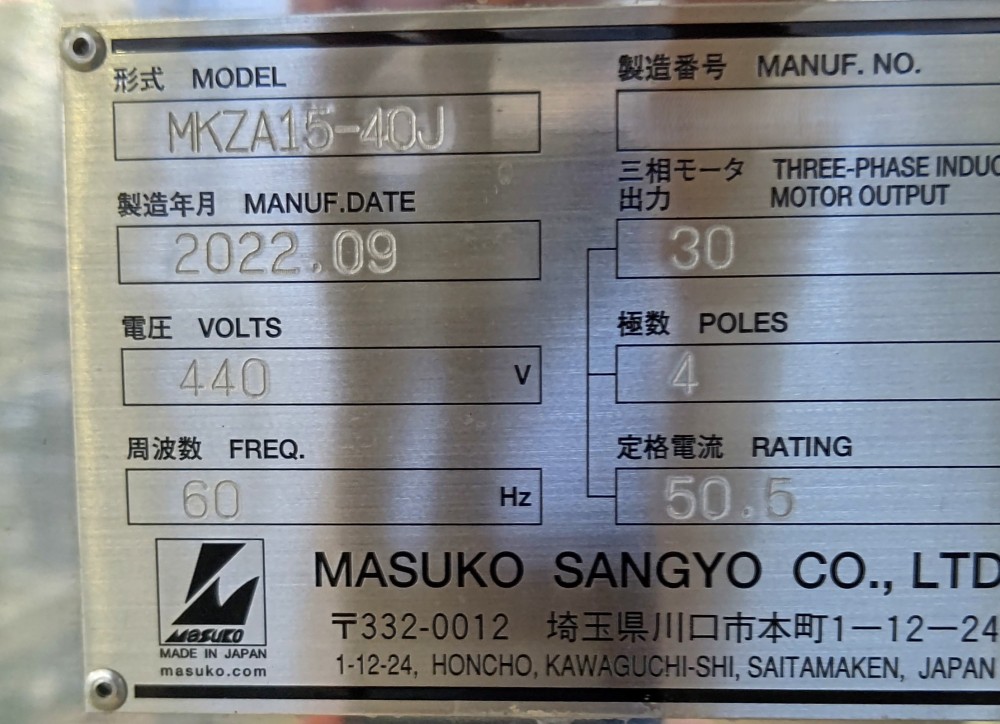 形式 MODEL
MKZA15-40J
製造番号 MANUF. NO.
製造年月 MANUF.DATE
2022.09
三相モータ THREE-PHASE INDUC
出力 MOTOR OUTPUT
30
電圧 VOLTS
440 V
極数 POLES
4
周波数 FREQ.
60 Hz
定格電流 RATING
50.5
MASUKO
MADE IN JAPAN
masuko.com
MASUKO SANGYO CO., LTD
〒332-0012 埼玉県川口市本町1－12－24
1-12-24, HONCHO, KAWAGUCHI-SHI, SAITAMAKEN, JAPAN